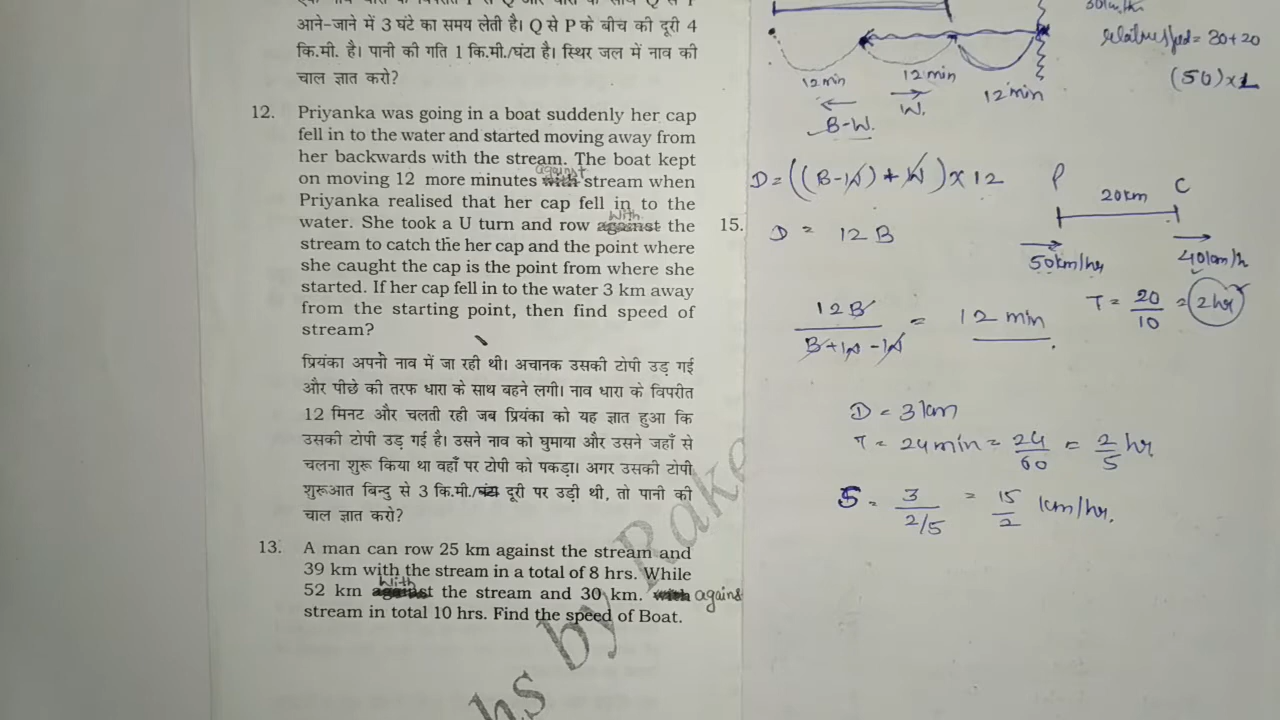 आने-जाने में 3 घंटे का समय लेती है। Q से P के बीच की दूरी 4
कि.मी. है। पानी की गति 1 कि.मी./घंटा है। स्थिर जल में नाव की
चाल ज्ञात करो?
12. Priyanka was going in a boat suddenly her cap
fell in to the water and started moving away from
her backwards with the stream. The boat kept
against
on moving 12 more minutes with stream when
Priyanka realised that her cap fell in to the
With
water. She took a U turn and row against the
stream to catch the her cap and the point where
she caught the cap is the point from where she
started. If her cap fell in to the water 3 km away
from the starting point, then find speed of
stream?
प्रियंका अपनी नाव में जा रही थी। अचानक उसकी टोपी उड़ गई
और पीछे की तरफ धारा के साथ बहने लगी। नाव धारा के विपरीत
12 मिनट और चलती रही जब प्रियंका को यह ज्ञात हुआ कि
उसकी टोपी उड़ गई है। उसने नाव को घुमाया और उसने जहाँ से
चलना शुरू किया था वहाँ पर टोपी को पकड़ा। अगर उसकी टोपी
शुरूआत बिन्दु से 3 कि.मी./घंटा दूरी पर उड़ी थी, तो पानी की
चाल ज्ञात करो?
13. A man can row 25 km against the stream and
39 km with the stream in a total of 8 hrs. While
With
52 km against the stream and 30 km. with agains
stream in total 10 hrs. Find the speed of Boat.
15.
30km/hr
relative speed = 30+20
(50) × 1
12 min 12 min 12 min
B-W. W.
D = ((B-W) + W) × 12
D = 12 B
12B / B+W-W = 12 min
P 20km C
50km/hr 40km/h
T = 20/10 = 2 hr
D = 3 km
T = 24 min = 24/60 = 2/5 hr
S = 3 / 2/5 = 15/2 km/hr.
hs by Rake